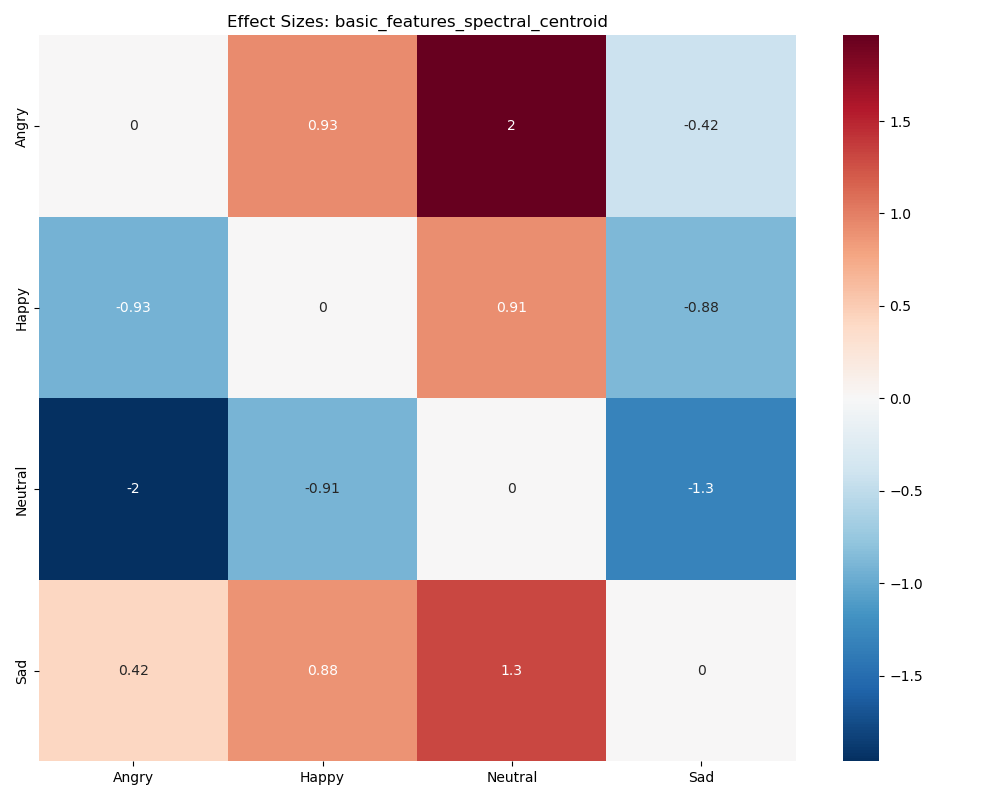 Effect Sizes: basic_features_spectral_centroid
Angry
0
0.93
2
-0.42
Happy
-0.93
0
0.91
-0.88
Neutral
-2
-0.91
0
-1.3
Sad
0.42
0.88
1.3
0
Angry
Happy
Neutral
Sad
1.5
1.0
0.5
0.0
−0.5
−1.0
−1.5